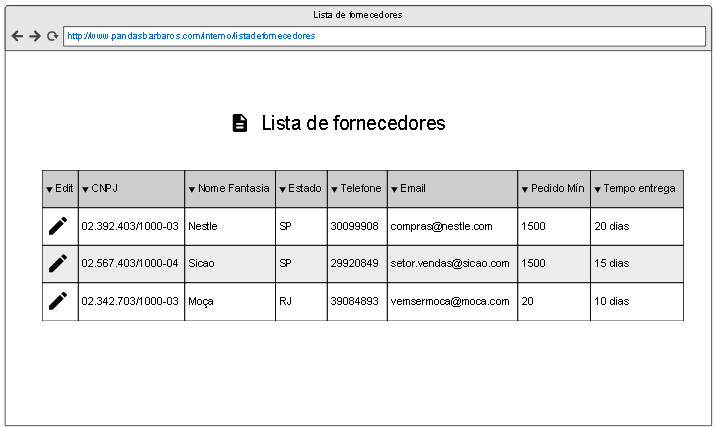 Lista de fornecedores
http://www.pandasbarbaros.com/interno/listadefornecedores
Lista de fornecedores
▼ Edit ▼ CNPJ ▼ Nome Fantasia ▼ Estado ▼ Telefone ▼ Email ▼ Pedido Mín ▼ Tempo entrega
02.392.403/1000-03 Nestle SP 30099908 compras@nestle.com 1500 20 dias
02.567.403/1000-04 Sicao SP 29920849 setor.vendas@sicao.com 1500 15 dias
02.342.703/1000-03 Moça RJ 39084893 vemsermoca@moca.com 20 10 dias